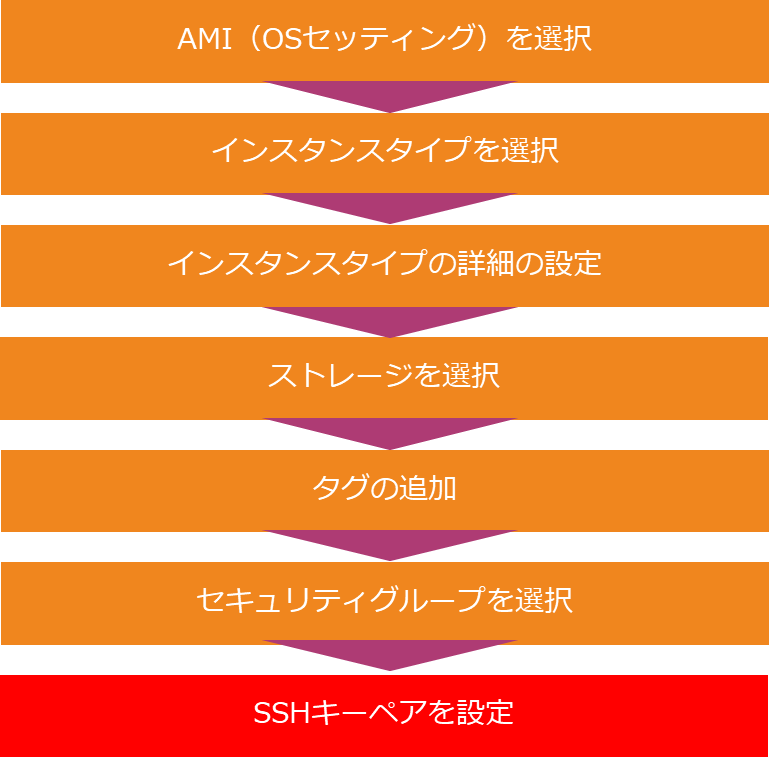 AMI（OSセッティング）を選択
インスタンスタイプを選択
インスタンスタイプの詳細の設定
ストレージを選択
タグの追加
セキュリティグループを選択
SSHキーペアを設定